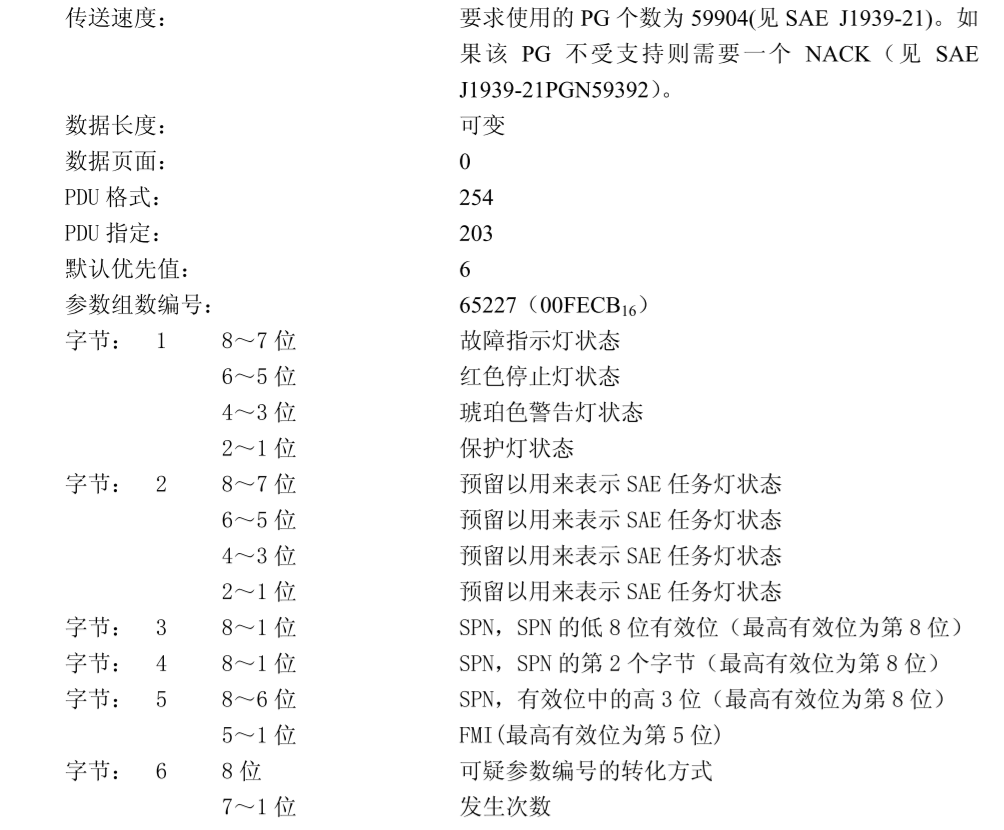 传送速度： 要求使用的 PG 个数为 59904(见 SAE J1939-21)。如
果该 PG 不受支持则需要一个 NACK（见 SAE
J1939-21PGN59392）。
数据长度： 可变
数据页面： 0
PDU 格式： 254
PDU 指定： 203
默认优先值： 6
参数组数编号： 65227（00FECB16）
字节： 1 8～7 位 故障指示灯状态
6～5 位 红色停止灯状态
4～3 位 琥珀色警告灯状态
2～1 位 保护灯状态
字节： 2 8～7 位 预留以用来表示 SAE 任务灯状态
6～5 位 预留以用来表示 SAE 任务灯状态
4～3 位 预留以用来表示 SAE 任务灯状态
2～1 位 预留以用来表示 SAE 任务灯状态
字节： 3 8～1 位 SPN，SPN 的低 8 位有效位（最高有效位为第 8 位）
字节： 4 8～1 位 SPN，SPN 的第 2 个字节（最高有效位为第 8 位）
字节： 5 8～6 位 SPN，有效位中的高 3 位（最高有效位为第 8 位）
5～1 位 FMI(最高有效位为第 5 位)
字节： 6 8 位 可疑参数编号的转化方式
7～1 位 发生次数